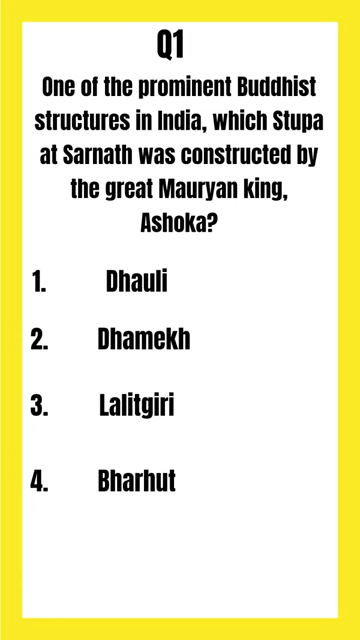 Q1
One of the prominent Buddhist
structures in India, which Stupa
at Sarnath was constructed by
the great Mauryan king,
Ashoka?
1. Dhauli
2. Dhamekh
3. Lalitgiri
4. Bharhut